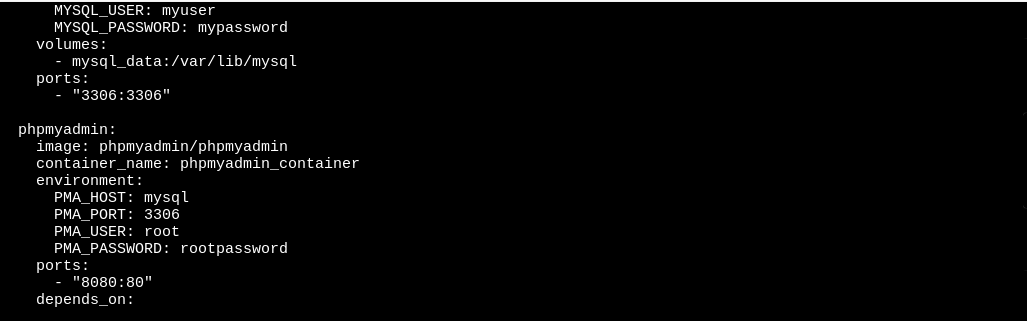 MYSQL_USER: myuser
MYSQL_PASSWORD: mypassword
volumes:
- mysql_data:/var/lib/mysql
ports:
- "3306:3306"
phpmyadmin:
image: phpmyadmin/phpmyadmin
container_name: phpmyadmin_container
environment:
PMA_HOST: mysql
PMA_PORT: 3306
PMA_USER: root
PMA_PASSWORD: rootpassword
ports:
- "8080:80"
depends_on: